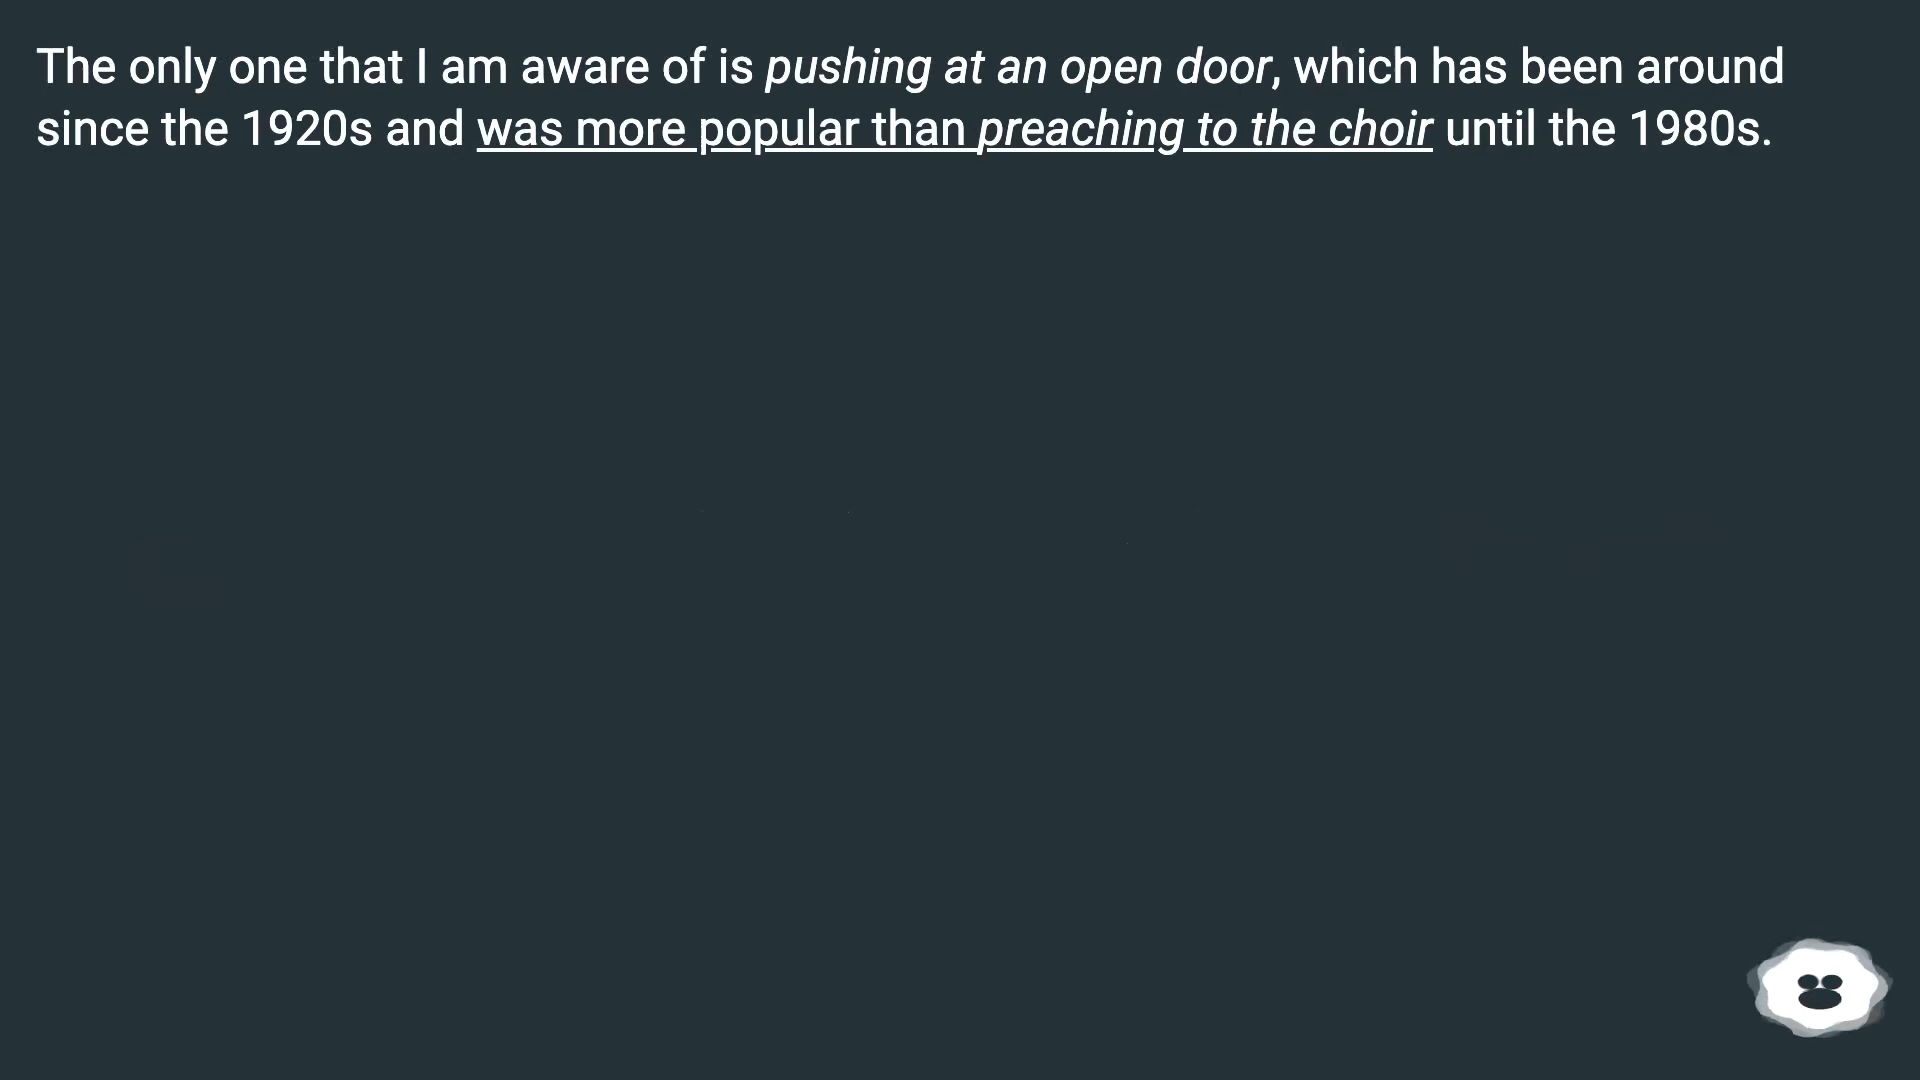 The only one that I am aware of is pushing at an open door, which has been around
since the 1920s and was more popular than preaching to the choir until the 1980s.